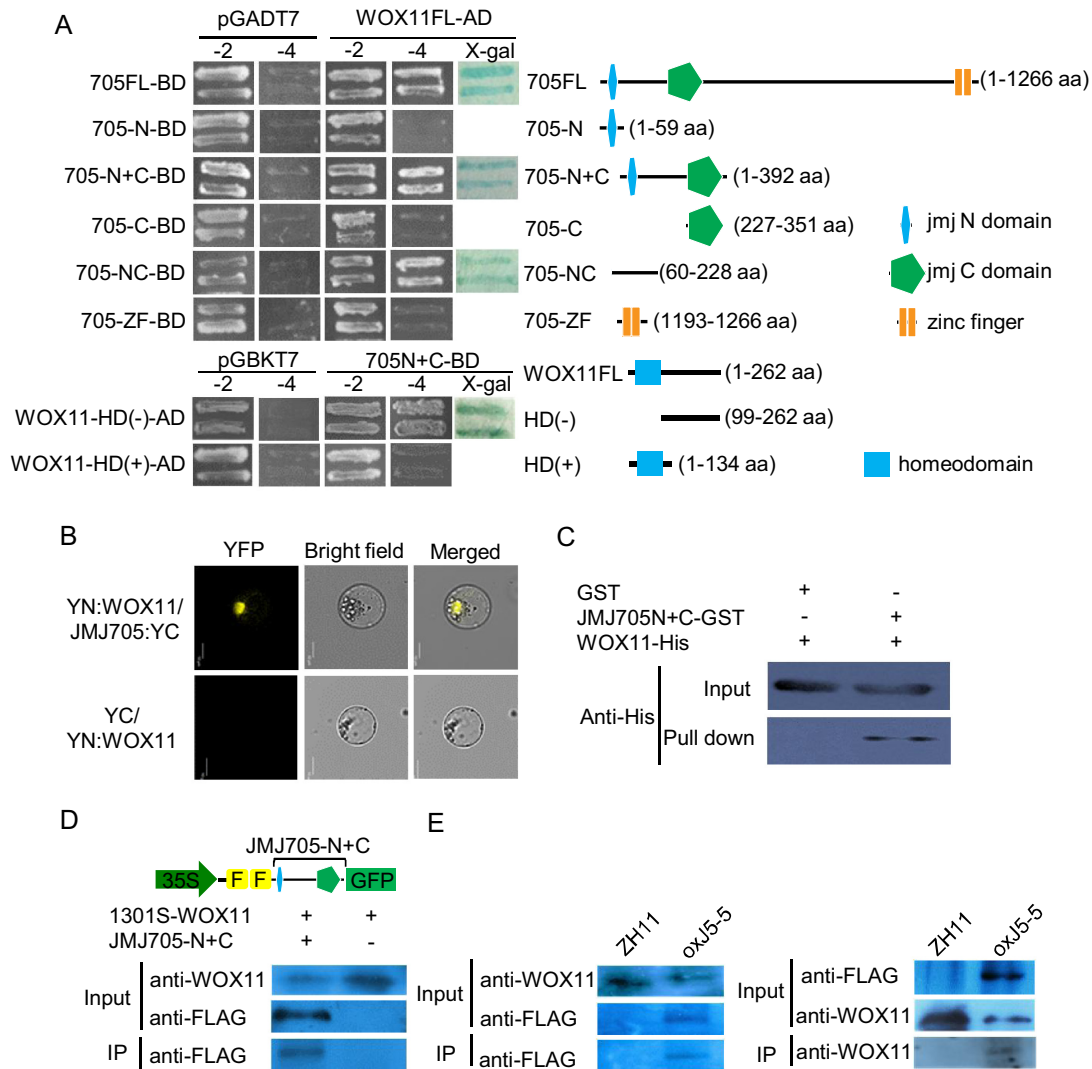 A
pGADT7 WOX11FL-AD
-2 -4 -2 -4 X-gal
705FL-BD
705-N-BD
705-N+C-BD
705-C-BD
705-NC-BD
705-ZF-BD
pGBKT7 705N+C-BD
-2 -4 -2 -4 X-gal
WOX11-HD(-)-AD
WOX11-HD(+)-AD
705FL (1-1266 aa)
705-N (1-59 aa)
705-N+C (1-392 aa)
705-C (227-351 aa)
705-NC (60-228 aa)
705-ZF (1193-1266 aa)
jmj N domain
jmj C domain
zinc finger
WOX11FL (1-262 aa)
HD(-) (99-262 aa)
HD(+) (1-134 aa)
homeodomain
B
YFP Bright field Merged
YN:WOX11/
JMJ705:YC
YC/
YN:WOX11
C
GST + -
JMJ705N+C-GST - +
WOX11-His + +
Anti-His
Input
Pull down
D
JMJ705-N+C
35S F F GFP
1301S-WOX11 + +
JMJ705-N+C + -
Input
anti-WOX11
anti-FLAG
IP anti-FLAG
E
ZH11 oxJ5-5
Input
anti-WOX11
anti-FLAG
IP anti-FLAG
ZH11 oxJ5-5
Input
anti-FLAG
anti-WOX11
IP anti-WOX11